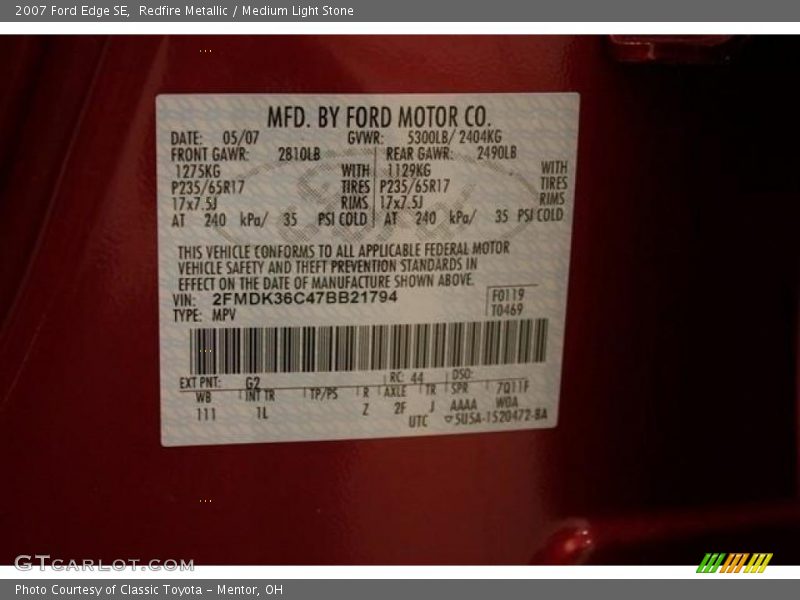 2007 Ford Edge SE, Redfire Metallic / Medium Light Stone
MFD. BY FORD MOTOR CO.
DATE: 05/07 GVWR: 5300LB/ 2404KG
FRONT GAWR: 2810LB REAR GAWR: 2490LB
1275KG WITH 1129KG WITH
P235/65R17 TIRES P235/65R17 TIRES
17x7.5J RIMS 17x7.5J RIMS
AT 240 kPa/ 35 PSI COLD AT 240 kPa/ 35 PSI COLD
THIS VEHICLE CONFORMS TO ALL APPLICABLE FEDERAL MOTOR
VEHICLE SAFETY AND THEFT PREVENTION STANDARDS IN
EFFECT ON THE DATE OF MANUFACTURE SHOWN ABOVE.
VIN: 2FMDK36C47BB21794 F0119
TYPE: MPV T0469
EXT PNT: G2 RC: 44 DSO:
WB INT TR TP/PS R AXLE TR SPR 7Q11F
111 1L Z 2F J AAAA WGA
UTC 5U5A-1520472-BA
GTCARLOT.COM
Photo Courtesy of Classic Toyota - Mentor, OH